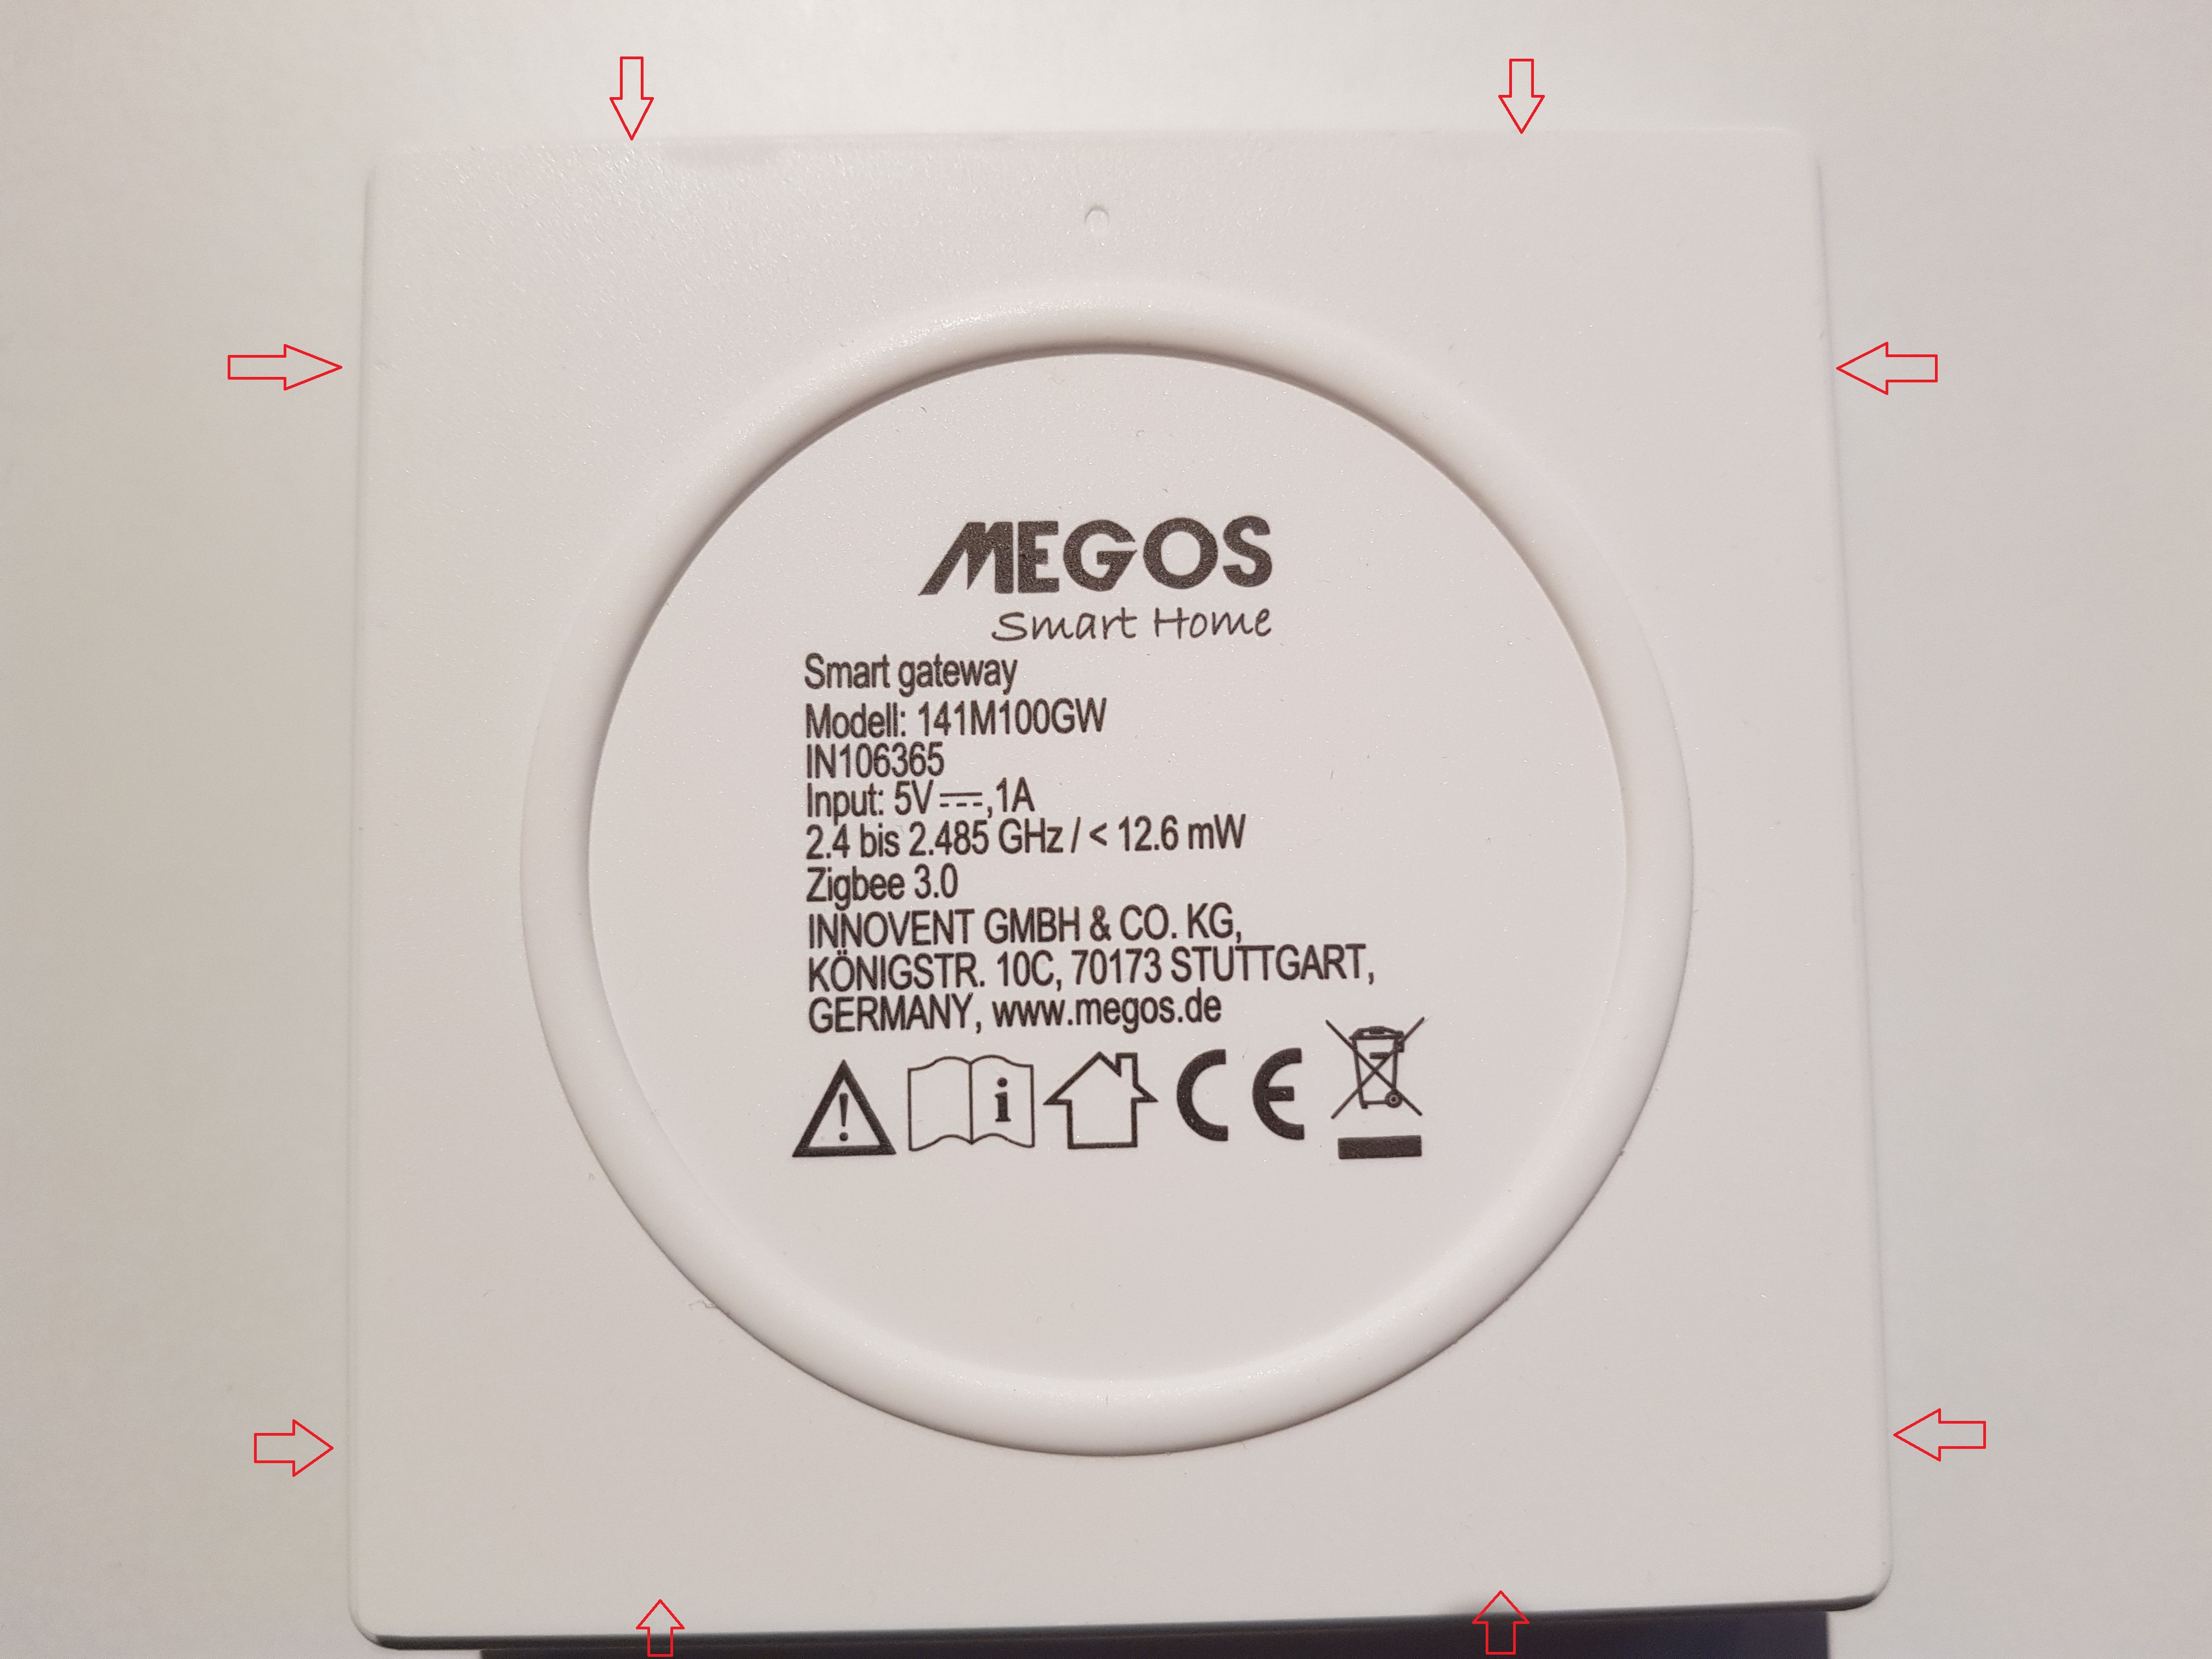 MEGOS
Smart Home
Smart gateway
Modell: 141M100GW
IN106365
Input: 5V⎓,1A
2.4 bis 2.485 GHz / < 12.6 mW
Zigbee 3.0
INNOVENT GMBH & CO. KG,
KÖNIGSTR. 10C, 70173 STUTTGART,
GERMANY, www.megos.de
! i CE